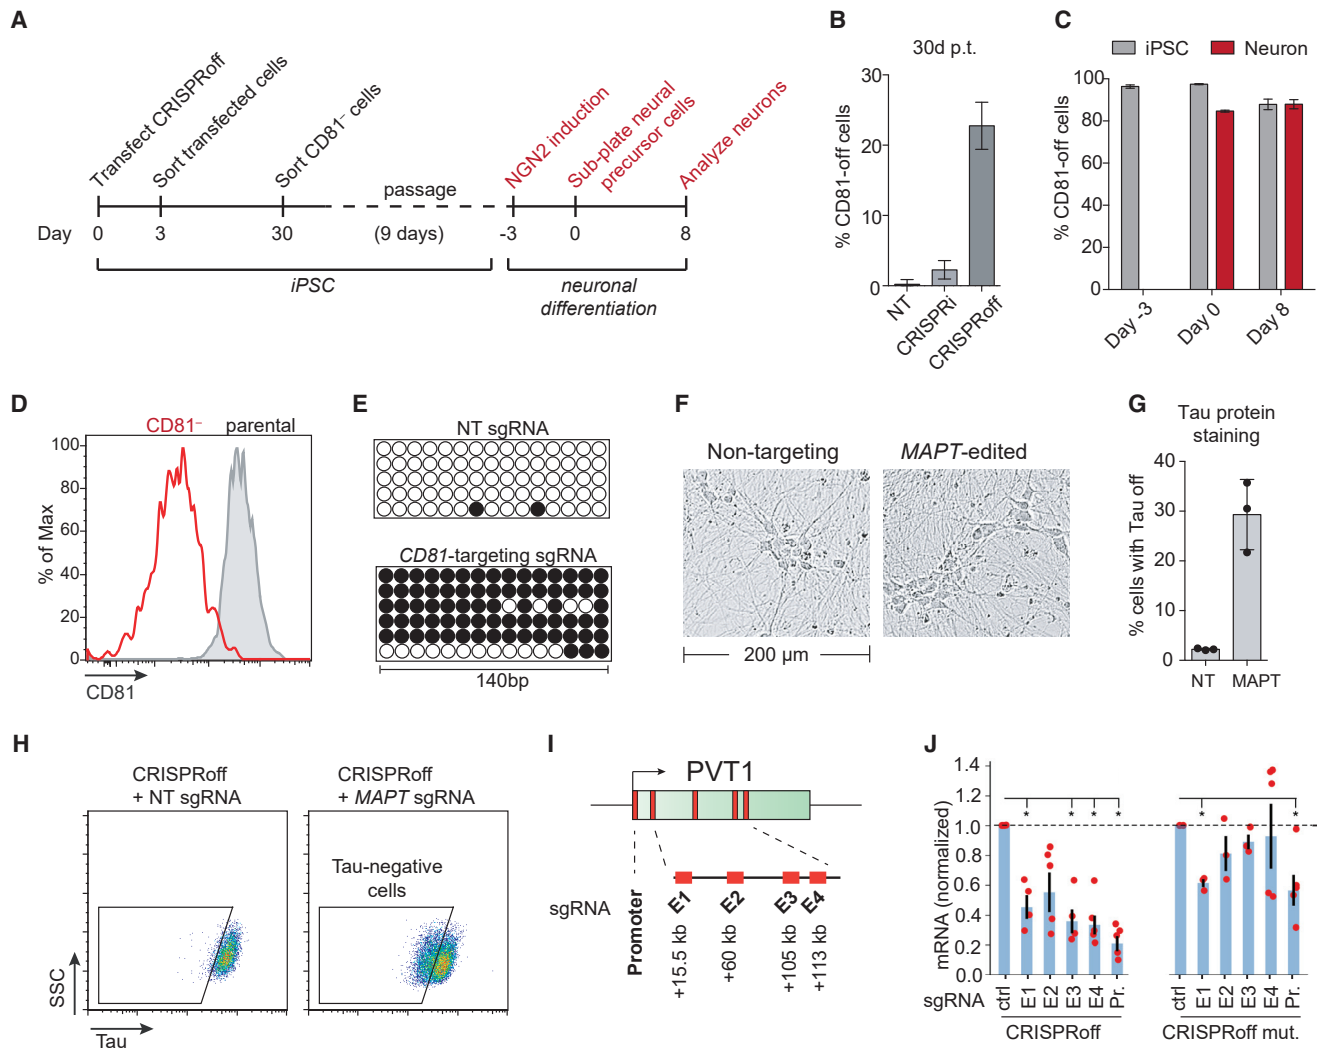 A
Transfect CRISPRoff
Sort transfected cells
Sort CD81⁻ cells
passage
NGN2 induction
Sub-plate neural
precursor cells
Analyze neurons
Day 0 3 30 (9 days) -3 0 8
iPSC
neuronal
differentiation
B
30d p.t.
% CD81-off cells
30
20
10
0
NT
CRISPRi
CRISPRoff
C
iPSC
Neuron
% CD81-off cells
100
80
60
40
20
0
Day -3
Day 0
Day 8
D
CD81⁻ parental
% of Max
100
80
60
40
20
0
CD81
E
NT sgRNA
CD81-targeting sgRNA
140bp
F
Non-targeting
MAPT-edited
200 µm
G
Tau protein
staining
% cells with Tau off
40
30
20
10
0
NT
MAPT
H
CRISPRoff
+ NT sgRNA
CRISPRoff
+ MAPT sgRNA
Tau-negative
cells
SSC
Tau
I
PVT1
sgRNA
Promoter
E1
E2
E3
E4
+15.5 kb
+60 kb
+105 kb
+113 kb
J
mRNA (normalized)
1.4
1.2
1.0
0.8
0.6
0.4
0.2
0.0
* * * *
* *
sgRNA
ctrl
E1
E2
E3
E4
Pr.
CRISPRoff
ctrl
E1
E2
E3
E4
Pr.
CRISPRoff mut.